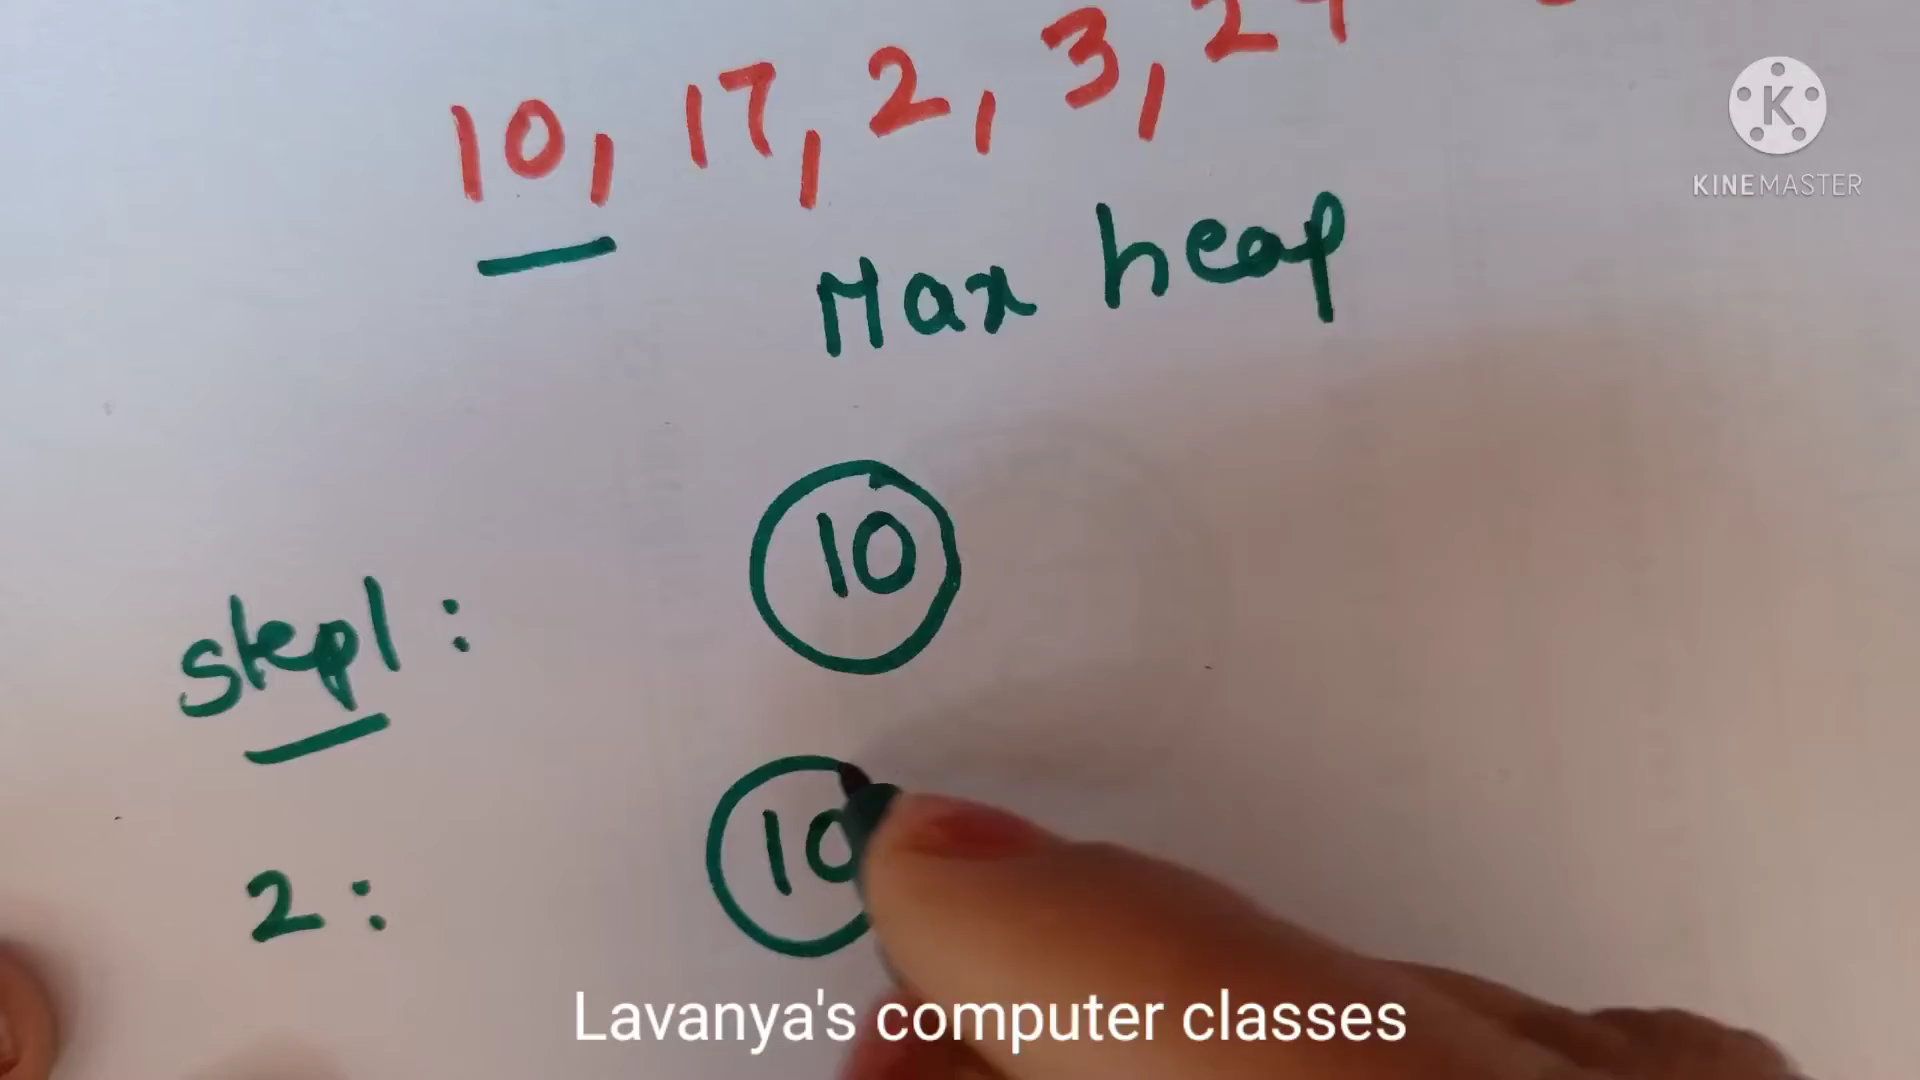 10, 17, 2, 3,
KINEMASTER
Max heap
10
step1:
10
2:
Lavanya's computer classes